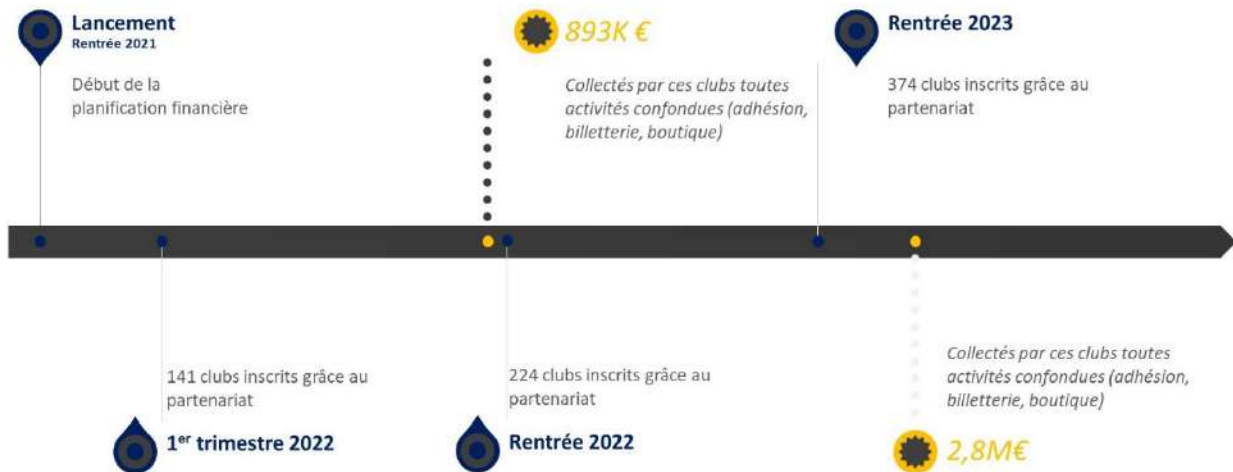 Lancement
Rentrée 2021
Début de la
planification financière
893K €
Collectés par ces clubs toutes
activités confondues (adhésion,
billetterie, boutique)
Rentrée 2023
374 clubs inscrits grâce au
partenariat
141 clubs inscrits grâce au
partenariat
1er trimestre 2022
224 clubs inscrits grâce au
partenariat
Rentrée 2022
Collectés par ces clubs toutes
activités confondues (adhésion,
billetterie, boutique)
2,8M€